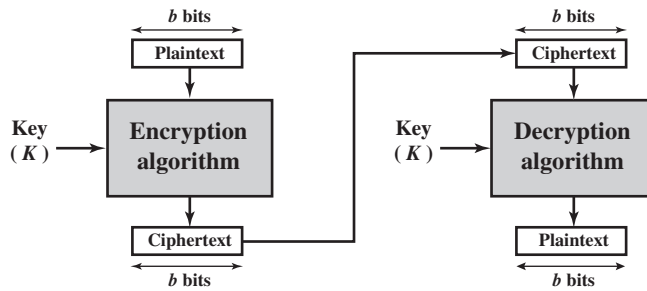 b bits
Plaintext
Key
(K)
Encryption
algorithm
Ciphertext
b bits
b bits
Ciphertext
Key
(K)
Decryption
algorithm
Plaintext
b bits